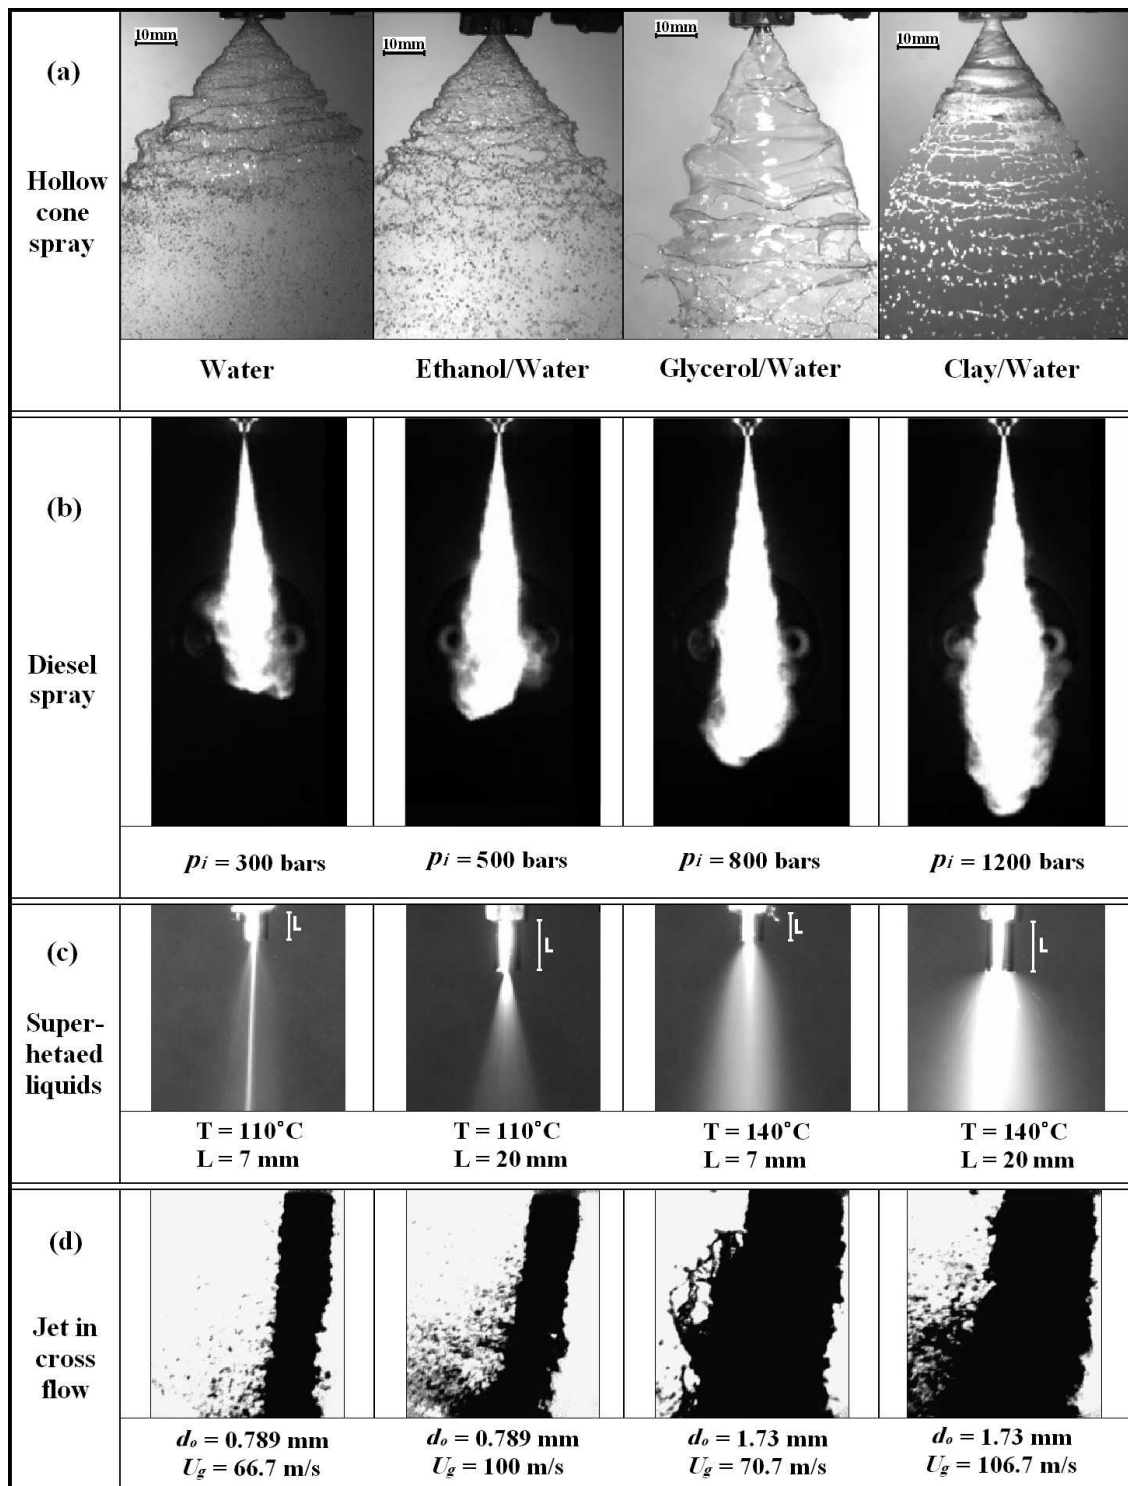 (a)
Hollow
cone
spray
10mm
10mm
10mm
10mm
Water
Ethanol/Water
Glycerol/Water
Clay/Water
(b)
Diesel
spray
pi = 300 bars
pi = 500 bars
pi = 800 bars
pi = 1200 bars
(c)
Super-
hetaed
liquids
L
L
L
L
T = 110°C
L = 7 mm
T = 110°C
L = 20 mm
T = 140°C
L = 7 mm
T = 140°C
L = 20 mm
(d)
Jet in
cross
flow
do = 0.789 mm
Ug = 66.7 m/s
do = 0.789 mm
Ug = 100 m/s
do = 1.73 mm
Ug = 70.7 m/s
do = 1.73 mm
Ug = 106.7 m/s